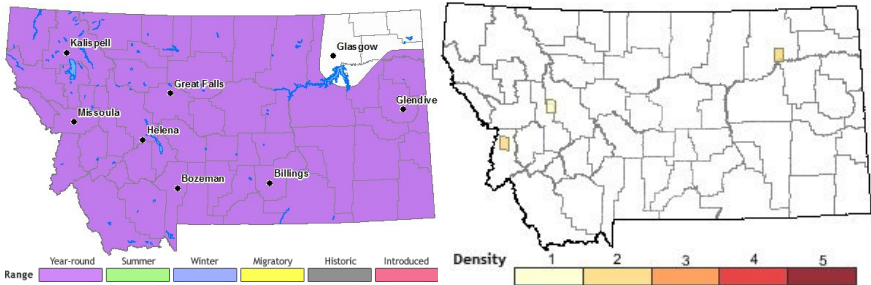 Kalispell
Glasgow
Great Falls
Glendive
Missoula
Helena
Bozeman
Billings
Range
Year-round
Summer
Winter
Migratory
Historic
Introduced
Density
1 2 3 4 5